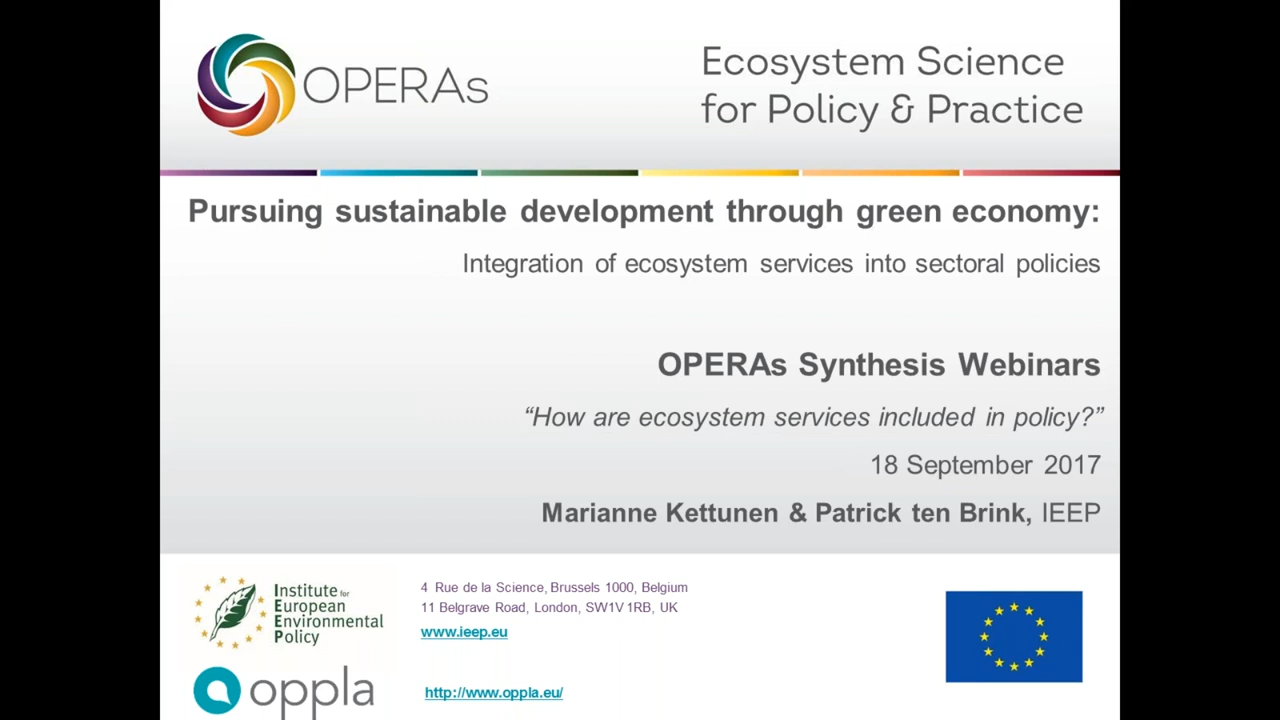 OPERAs
Ecosystem Science
for Policy & Practice
Pursuing sustainable development through green economy:
Integration of ecosystem services into sectoral policies
OPERAs Synthesis Webinars
“How are ecosystem services included in policy?”
18 September 2017
Marianne Kettunen & Patrick ten Brink, IEEP
Institute for
European
Environmental
Policy
4 Rue de la Science, Brussels 1000, Belgium
11 Belgrave Road, London, SW1V 1RB, UK
www.ieep.eu
oppla
http://www.oppla.eu/